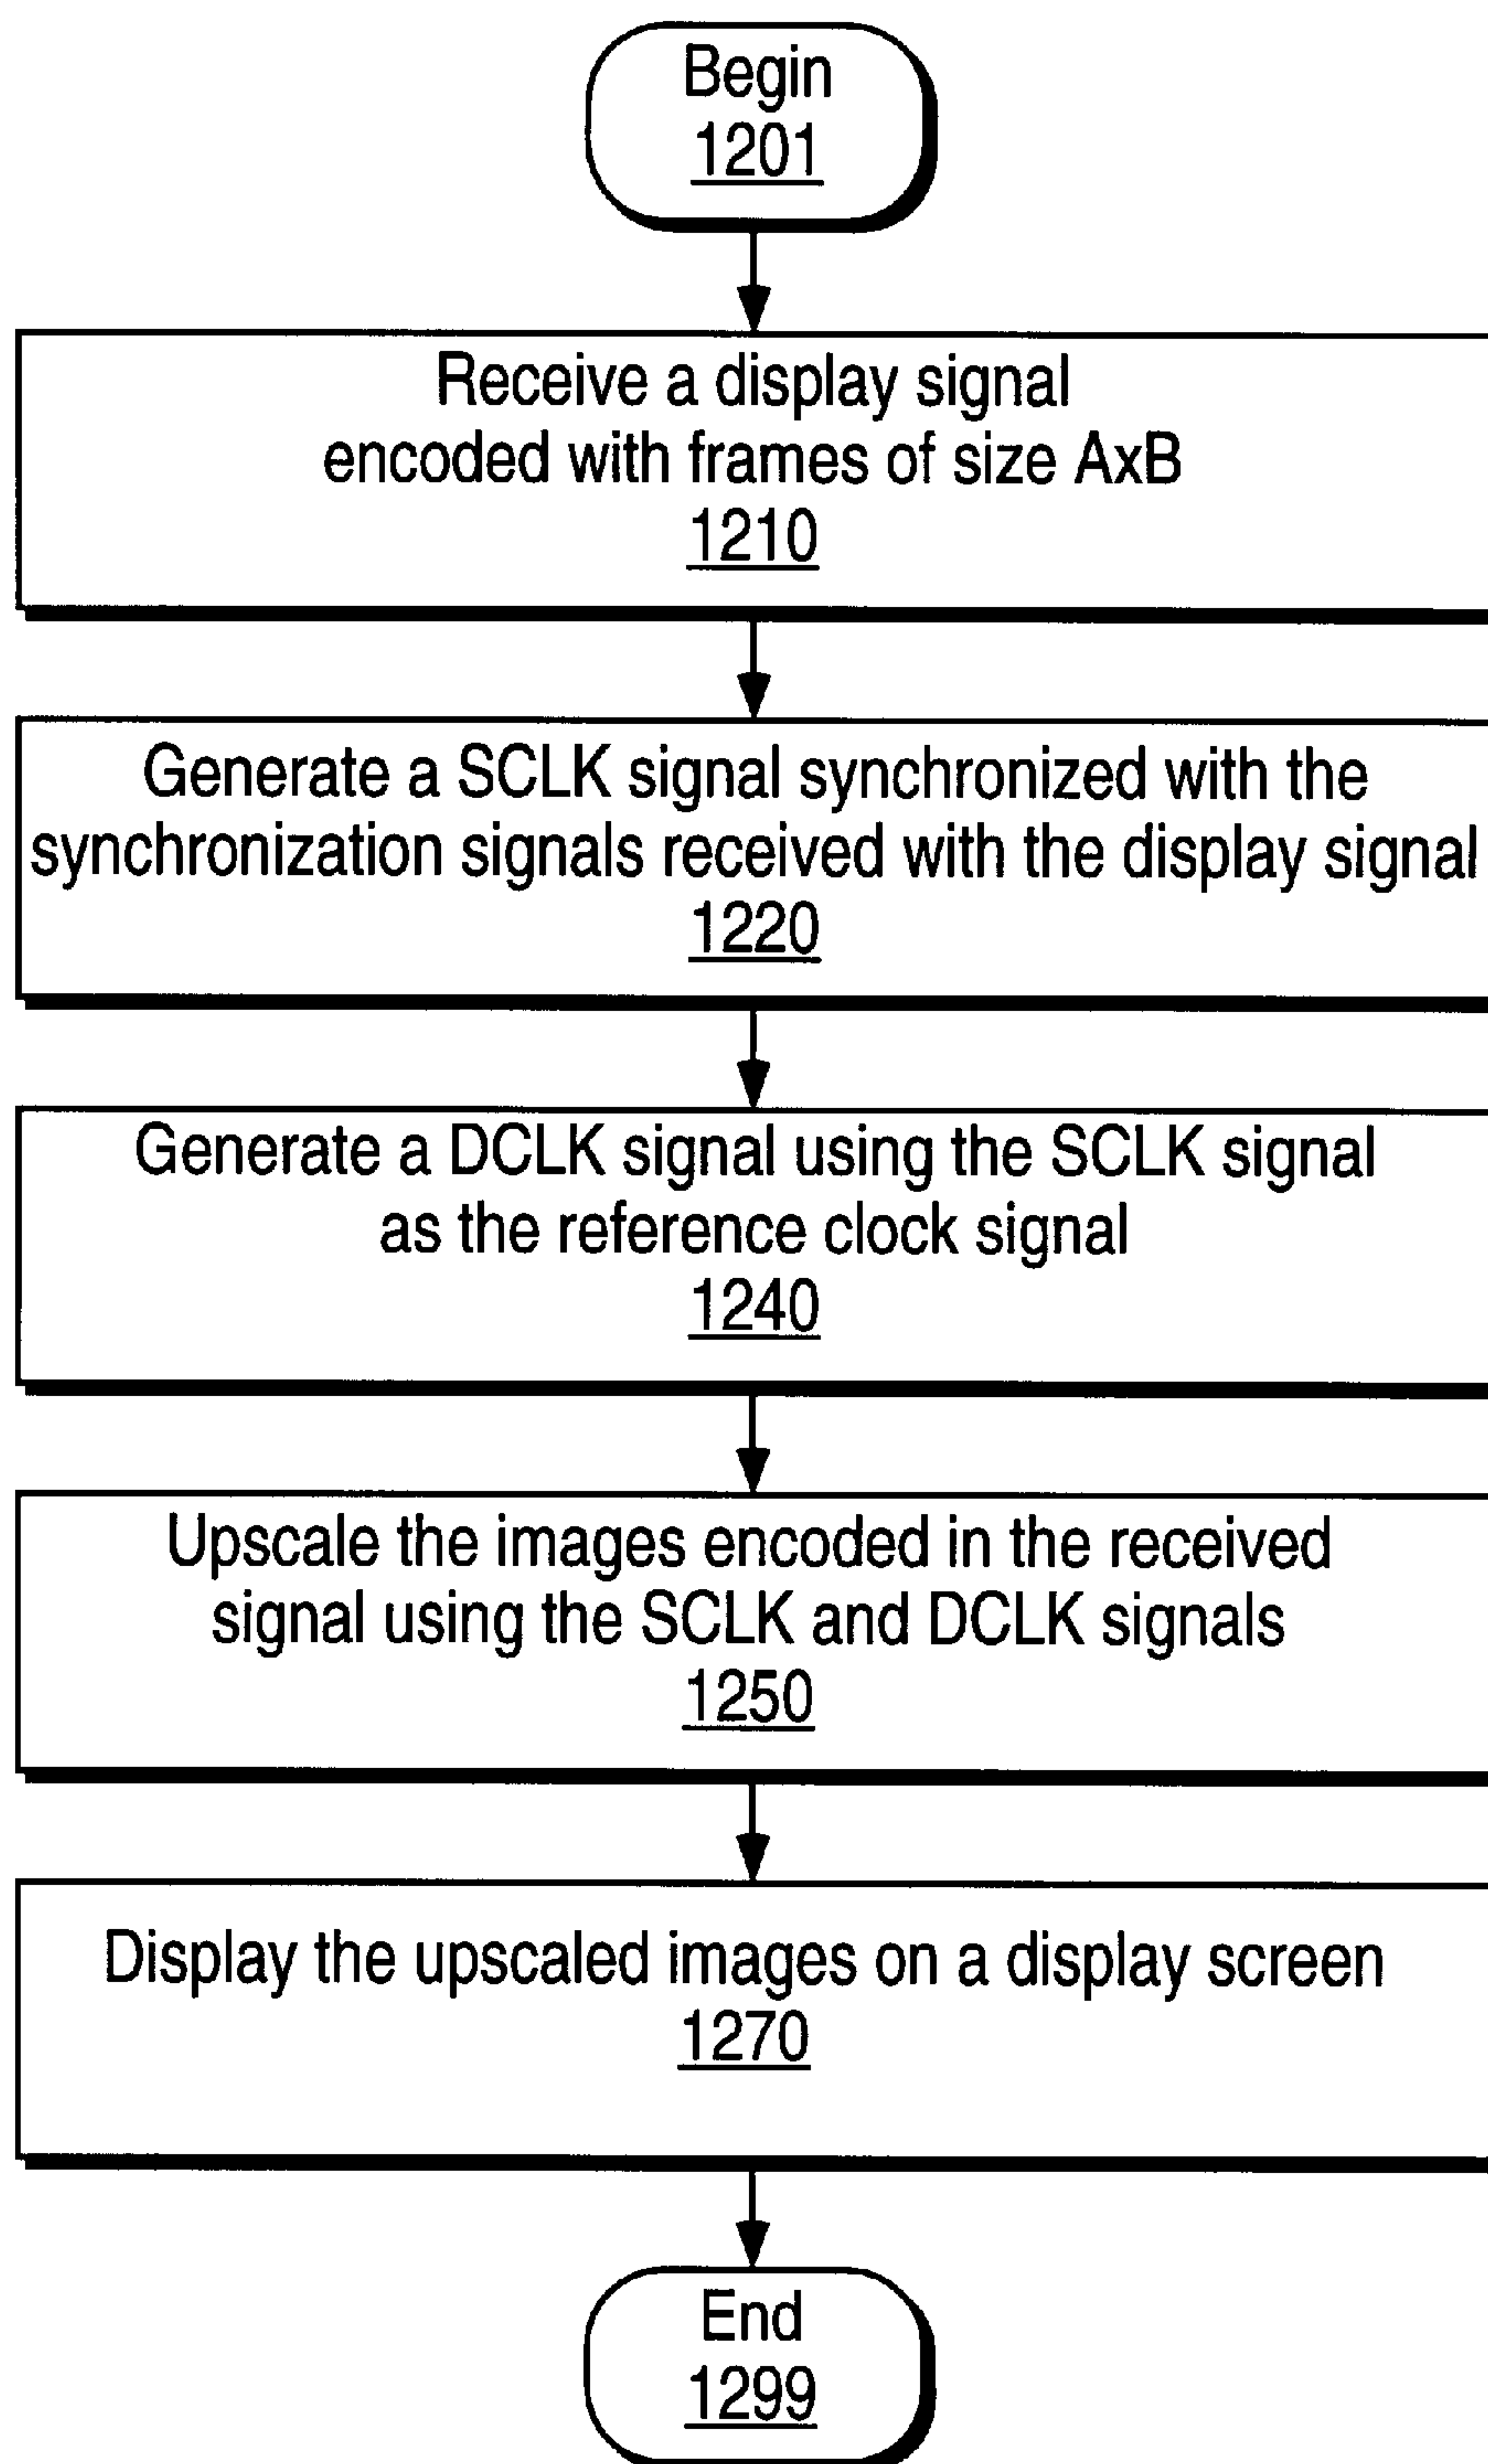 Begin
1201
Receive a display signal
encoded with frames of size AxB
1210
Generate a SCLK signal synchronized with the
synchronization signals received with the display signal
1220
Generate a DCLK signal using the SCLK signal
as the reference clock signal
1240
Upscale the images encoded in the received
signal using the SCLK and DCLK signals
1250
Display the upscaled images on a display screen
1270
End
1299